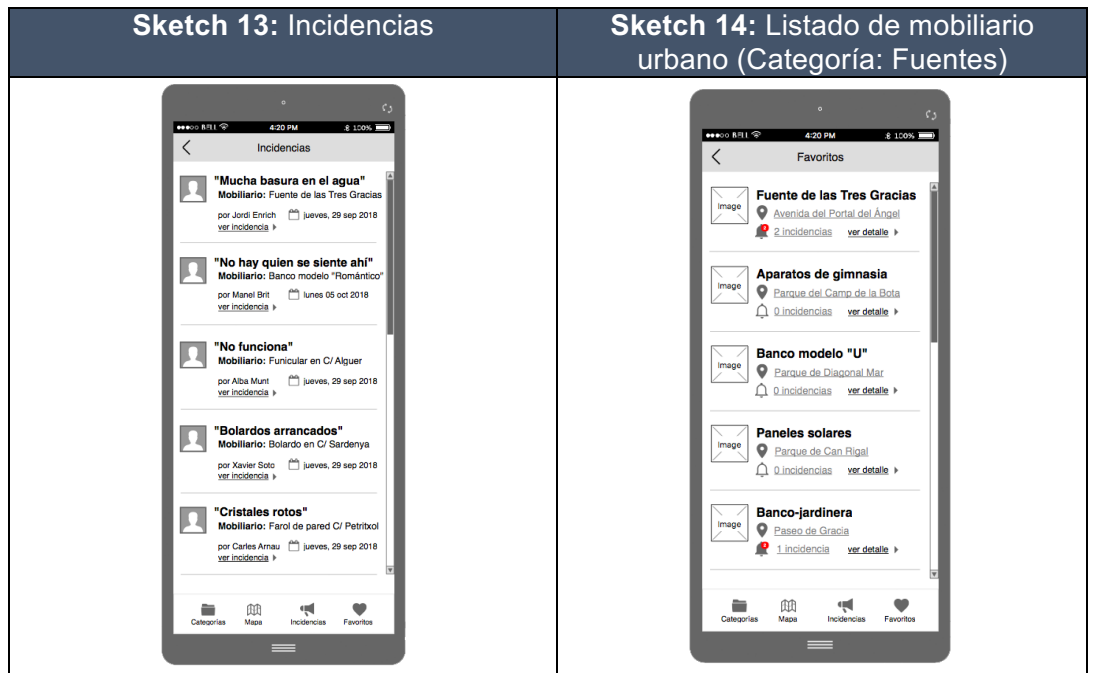 Sketch 13: Incidencias
Sketch 14: Listado de mobiliario
urbano (Categoría: Fuentes)
●●●○○ BELL 4:20 PM 100%
Incidencias
"Mucha basura en el agua"
Mobiliario: Fuente de las Tres Gracias
por Jordi Enrich jueves, 29 sep 2018
ver incidencia
"No hay quien se siente ahí"
Mobiliario: Banco modelo "Romántico"
por Manel Brit lunes 05 oct 2018
ver incidencia
"No funciona"
Mobiliario: Funicular en C/ Alguer
por Alba Munt jueves, 29 sep 2018
ver incidencia
"Bolardos arrancados"
Mobiliario: Bolardo en C/ Sardenya
por Xavier Soto jueves, 29 sep 2018
ver incidencia
"Cristales rotos"
Mobiliario: Farol de pared C/ Petritxol
por Carles Arnau jueves, 29 sep 2018
ver incidencia
Categorías Mapa Incidencias Favoritos
●●●○○ BELL 4:20 PM 100%
Favoritos
Image
Fuente de las Tres Gracias
Avenida del Portal del Ángel
2 incidencias ver detalle
Image
Aparatos de gimnasia
Parque del Camp de la Bota
0 incidencias ver detalle
Image
Banco modelo "U"
Parque de Diagonal Mar
0 incidencias ver detalle
Image
Paneles solares
Parque de Can Rigal
0 incidencias ver detalle
Image
Banco-jardinera
Paseo de Gracia
1 incidencia ver detalle
Categorías Mapa Incidencias Favoritos